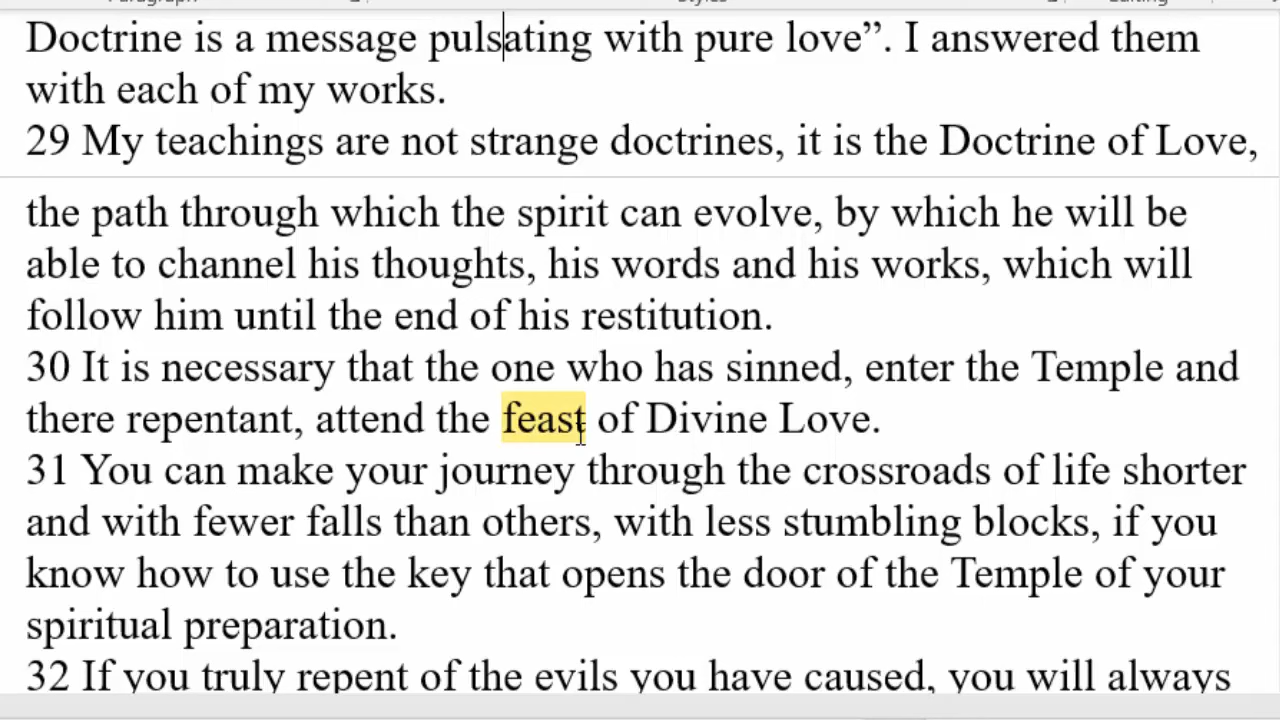 Doctrine is a message pulsating with pure love”. I answered them
with each of my works.
29 My teachings are not strange doctrines, it is the Doctrine of Love,
the path through which the spirit can evolve, by which he will be
able to channel his thoughts, his words and his works, which will
follow him until the end of his restitution.
30 It is necessary that the one who has sinned, enter the Temple and
there repentant, attend the feast of Divine Love.
31 You can make your journey through the crossroads of life shorter
and with fewer falls than others, with less stumbling blocks, if you
know how to use the key that opens the door of the Temple of your
spiritual preparation.
32 If you truly repent of the evils you have caused, you will always